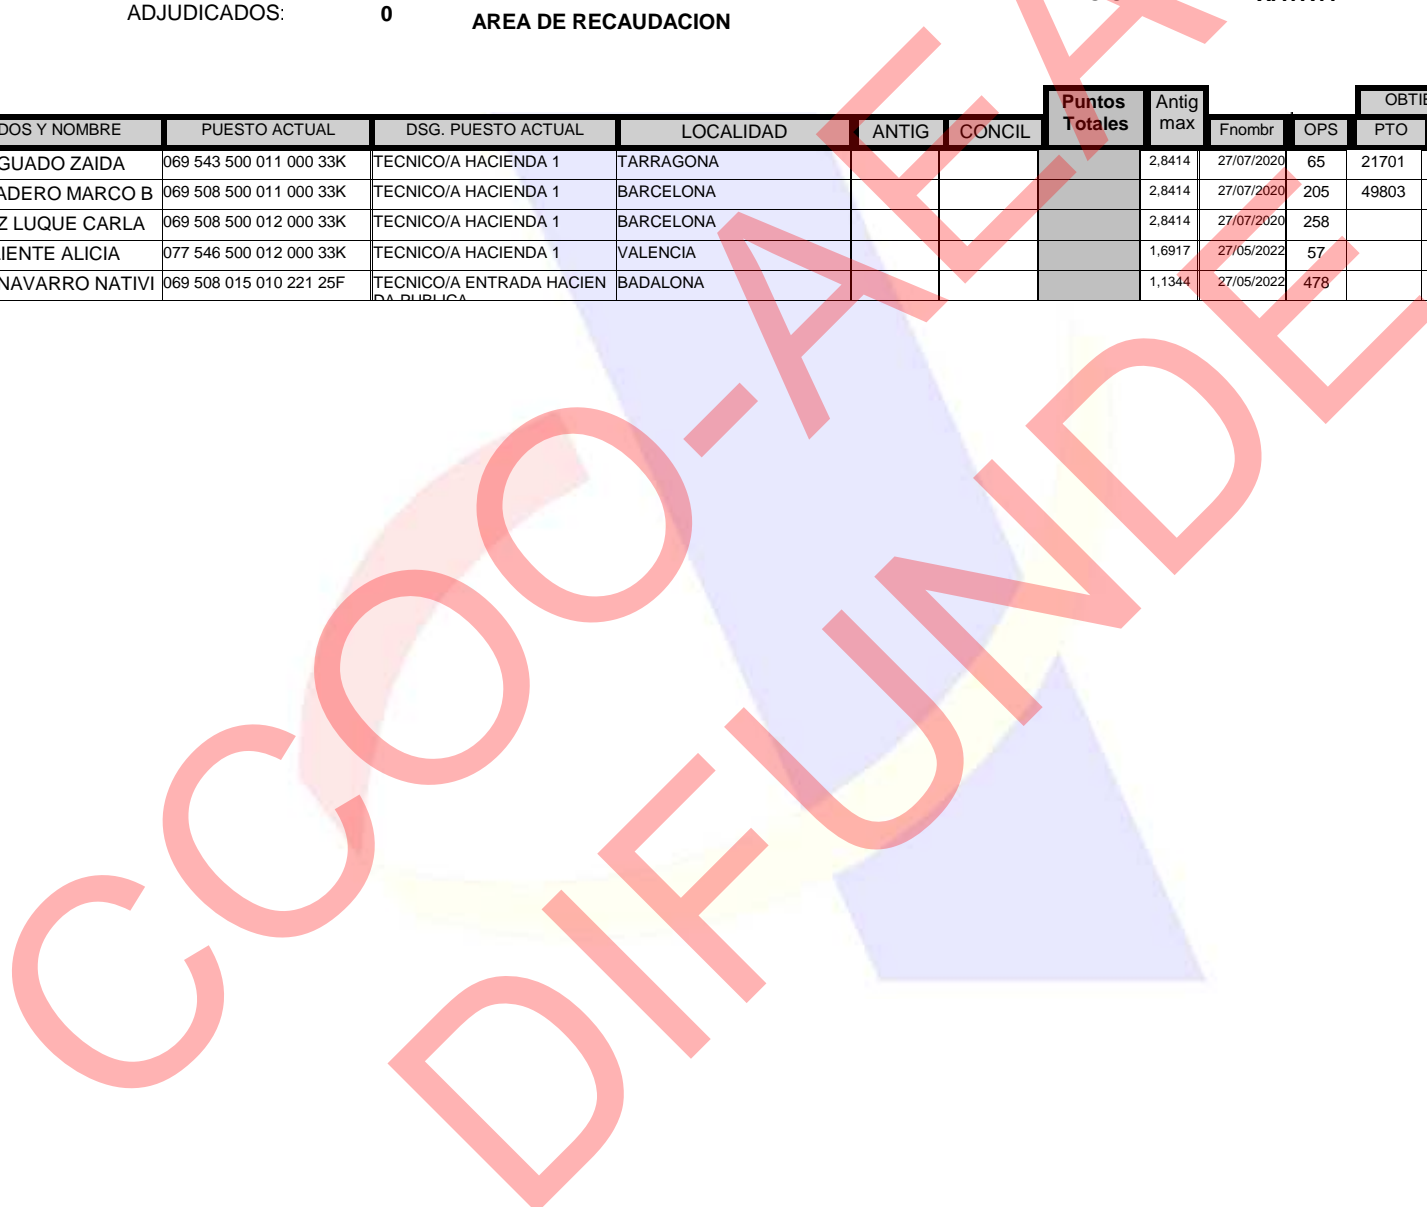 ADJUDICADOS: 0 AREA DE RECAUDACION
Puntos Totales Antig max OBTIE
DOS Y NOMBRE PUESTO ACTUAL DSG. PUESTO ACTUAL LOCALIDAD ANTIG CONCIL Fnombr OPS PTO
GUADO ZAIDA 069 543 500 011 000 33K TECNICO/A HACIENDA 1 TARRAGONA 2,8414 27/07/2020 65 21701
ADERO MARCO B 069 508 500 011 000 33K TECNICO/A HACIENDA 1 BARCELONA 2,8414 27/07/2020 205 49803
Z LUQUE CARLA 069 508 500 012 000 33K TECNICO/A HACIENDA 1 BARCELONA 2,8414 27/07/2020 258
IENTE ALICIA 077 546 500 012 000 33K TECNICO/A HACIENDA 1 VALENCIA 1,6917 27/05/2022 57
NAVARRO NATIVI 069 508 015 010 221 25F TECNICO/A ENTRADA HACIEN BADALONA 1,1344 27/05/2022 478
DA PUBLICA
CCOO-AEA
DIFUNDE